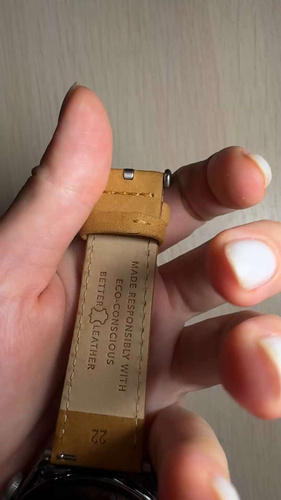 MADE RESPONSIBLY WITH
ECO-CONSCIOUS
BETTER LEATHER
22